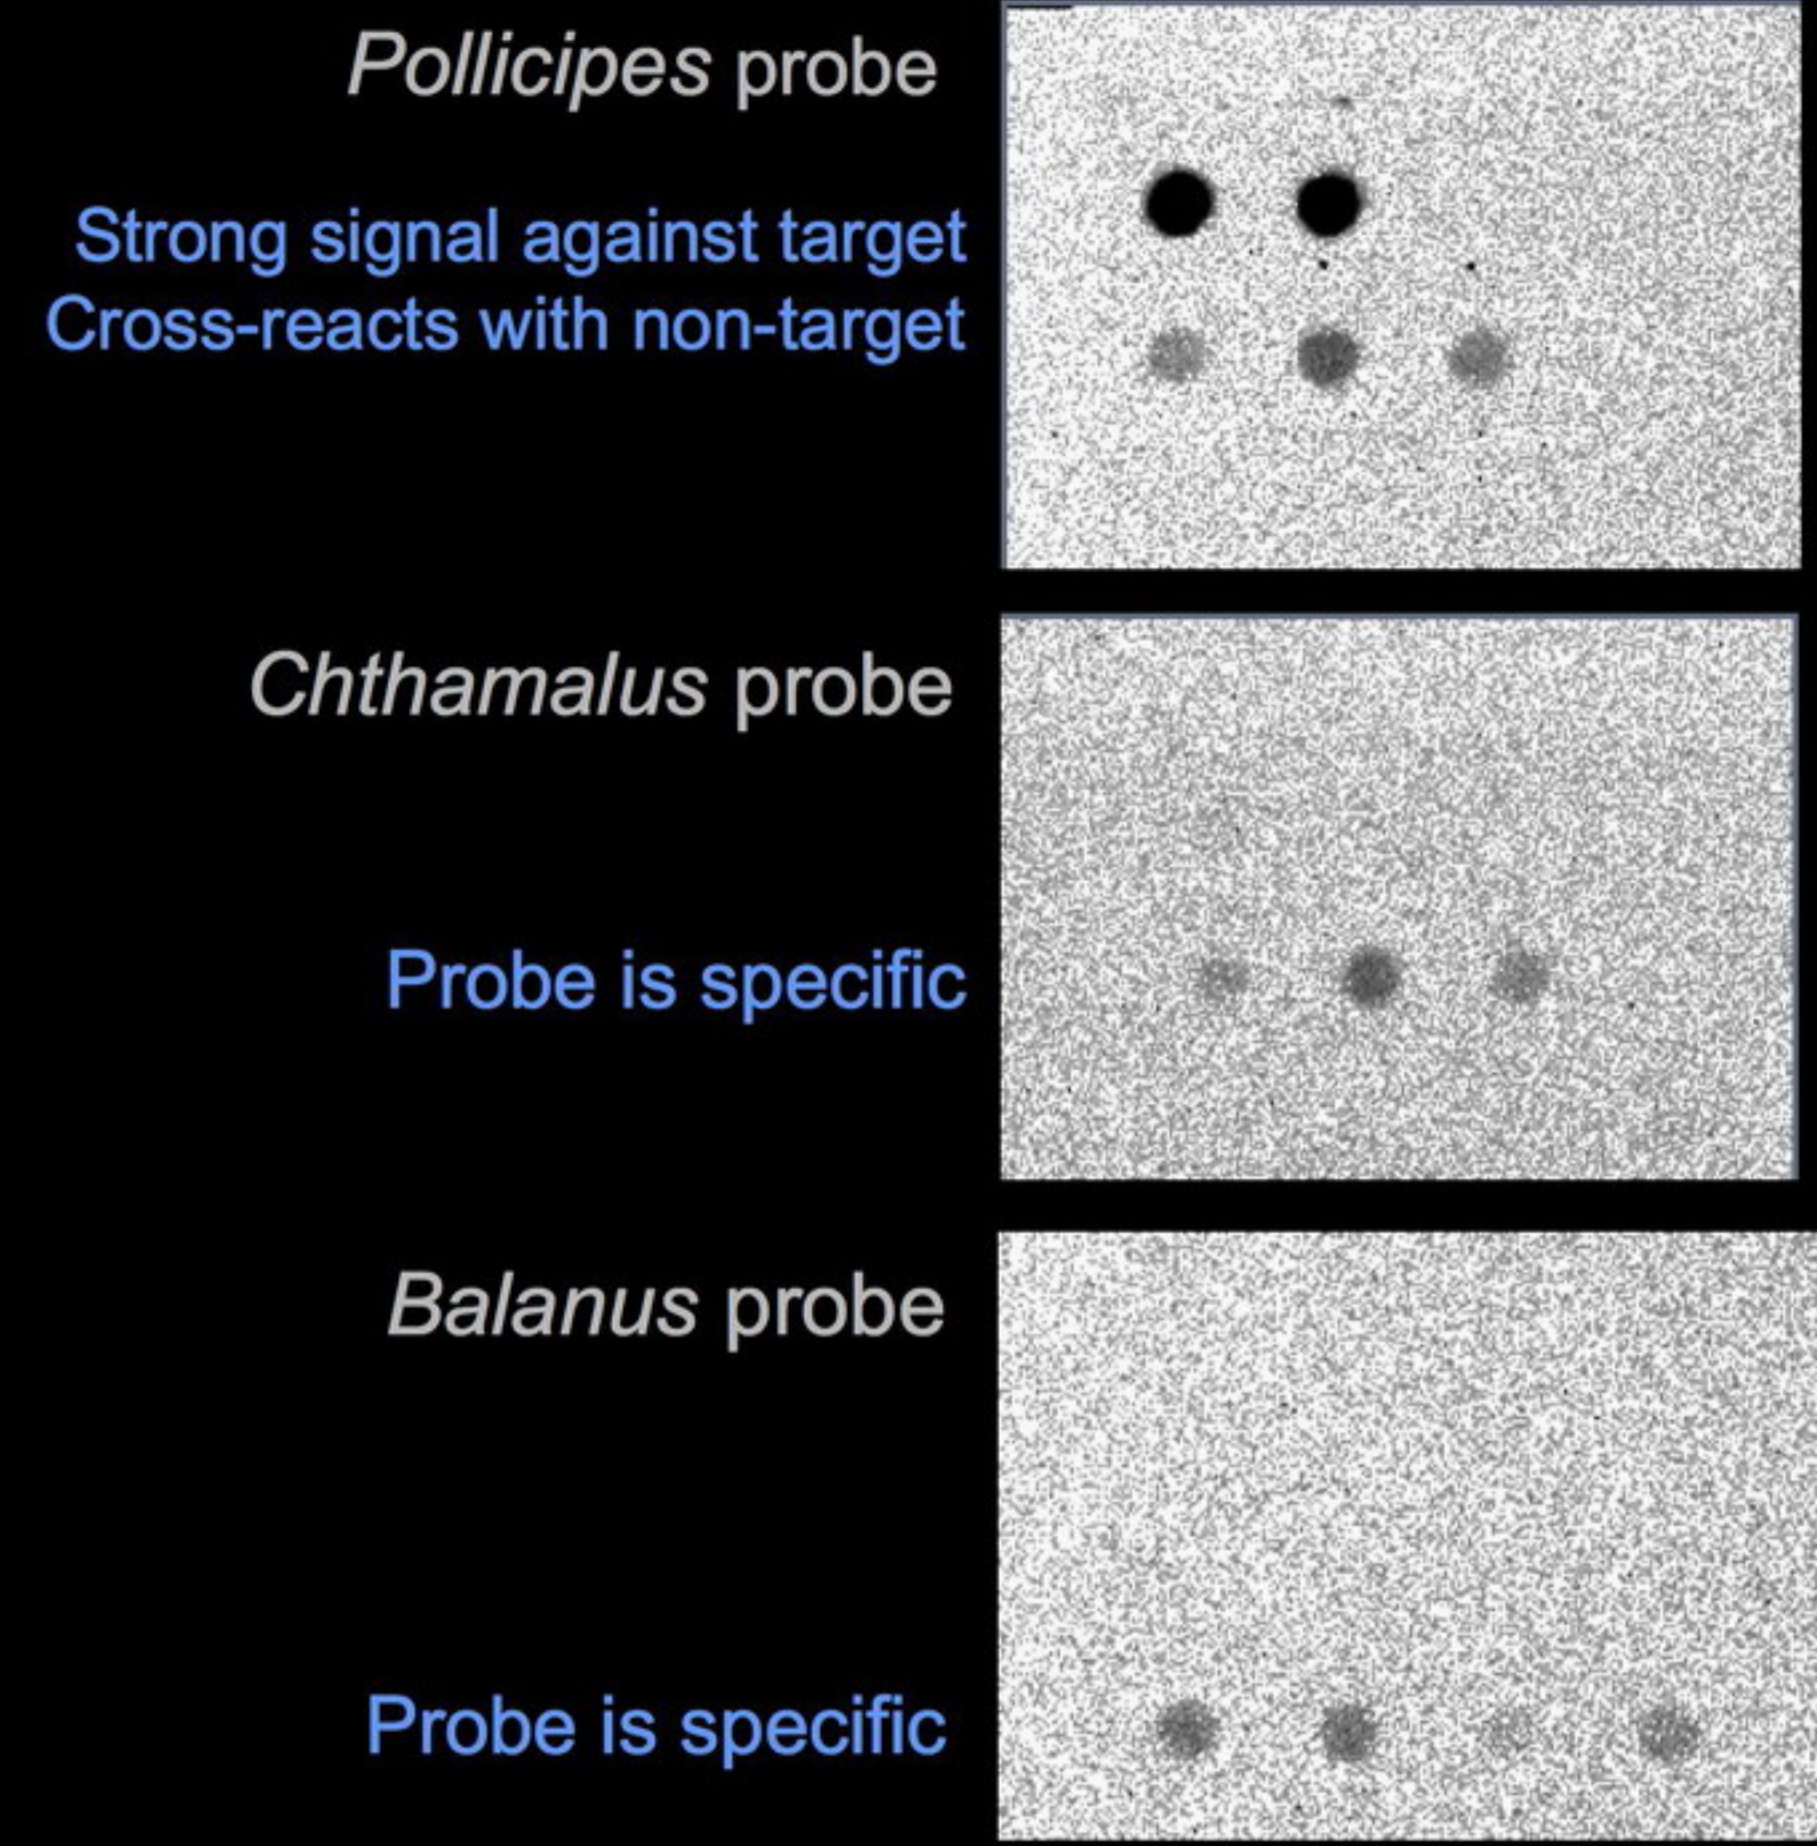 Pollicipes probe
Strong signal against target
Cross-reacts with non-target
Chthamalus probe
Probe is specific
Balanus probe
Probe is specific